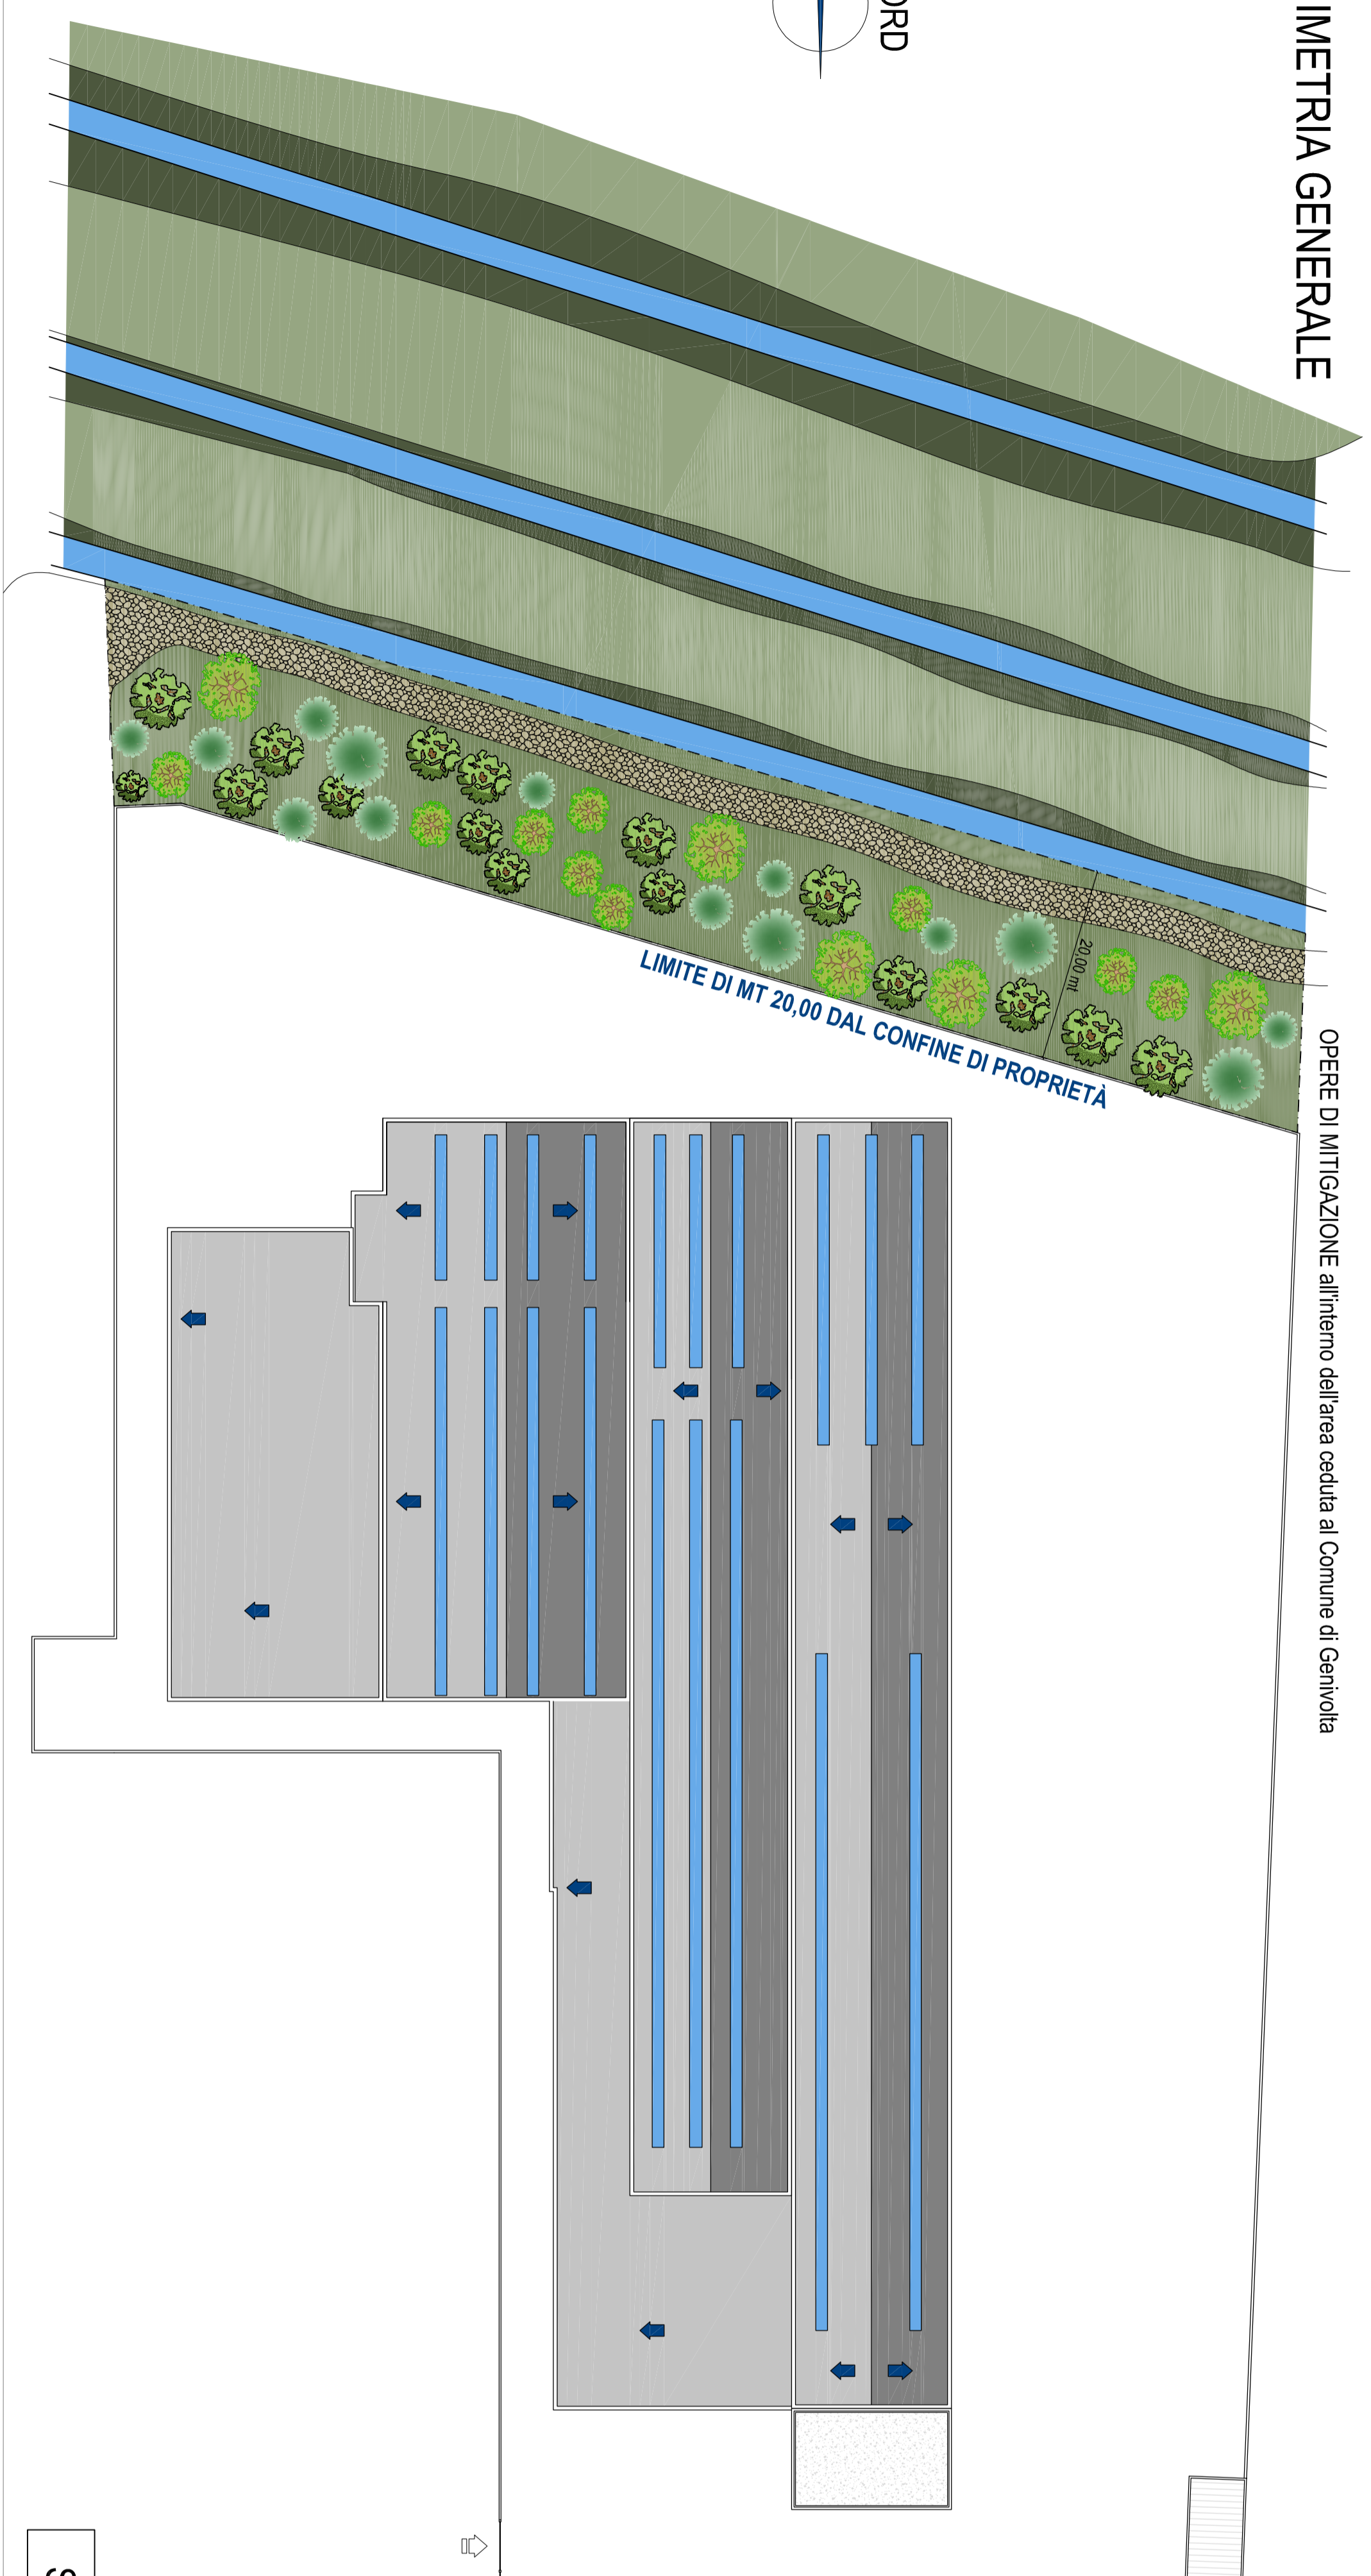 IMETRIA GENERALE
ORD
OPERE DI MITIGAZIONE all'interno dell'area ceduta al Comune di Genivolta
20,00 mt
LIMITE DI MT 20,00 DAL CONFINE DI PROPRIETÀ